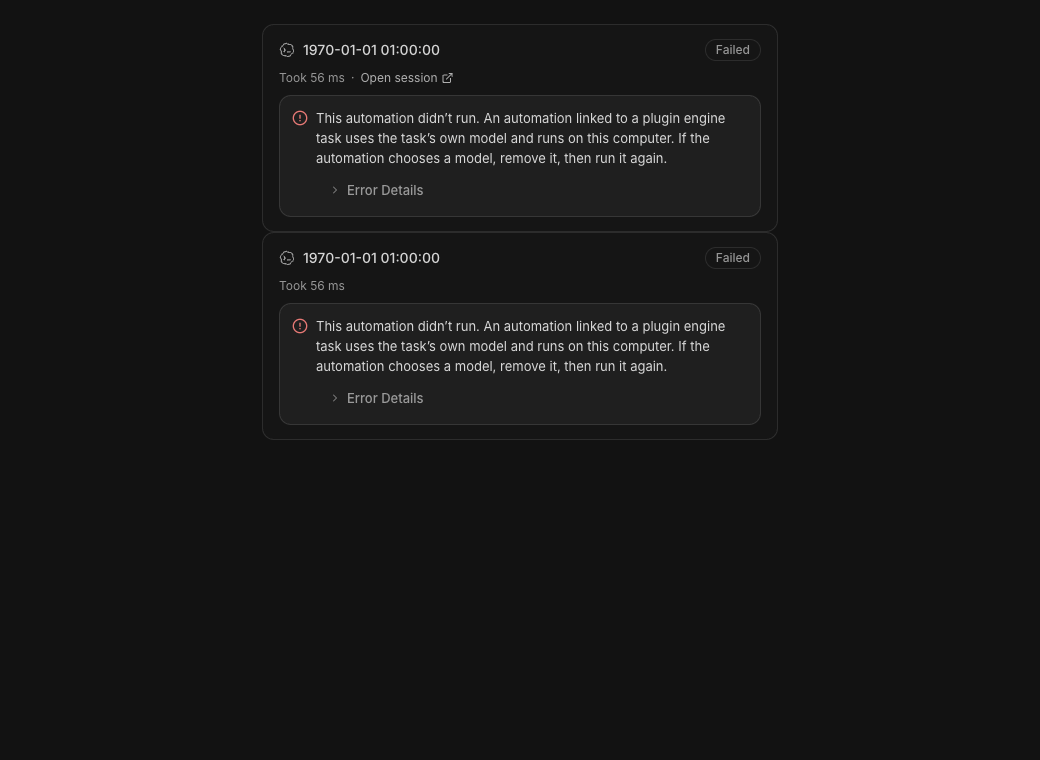 1970-01-01 01:00:00
Failed
Took 56 ms · Open session
This automation didn’t run. An automation linked to a plugin engine
task uses the task’s own model and runs on this computer. If the
automation chooses a model, remove it, then run it again.
Error Details
1970-01-01 01:00:00
Failed
Took 56 ms
This automation didn’t run. An automation linked to a plugin engine
task uses the task’s own model and runs on this computer. If the
automation chooses a model, remove it, then run it again.
Error Details